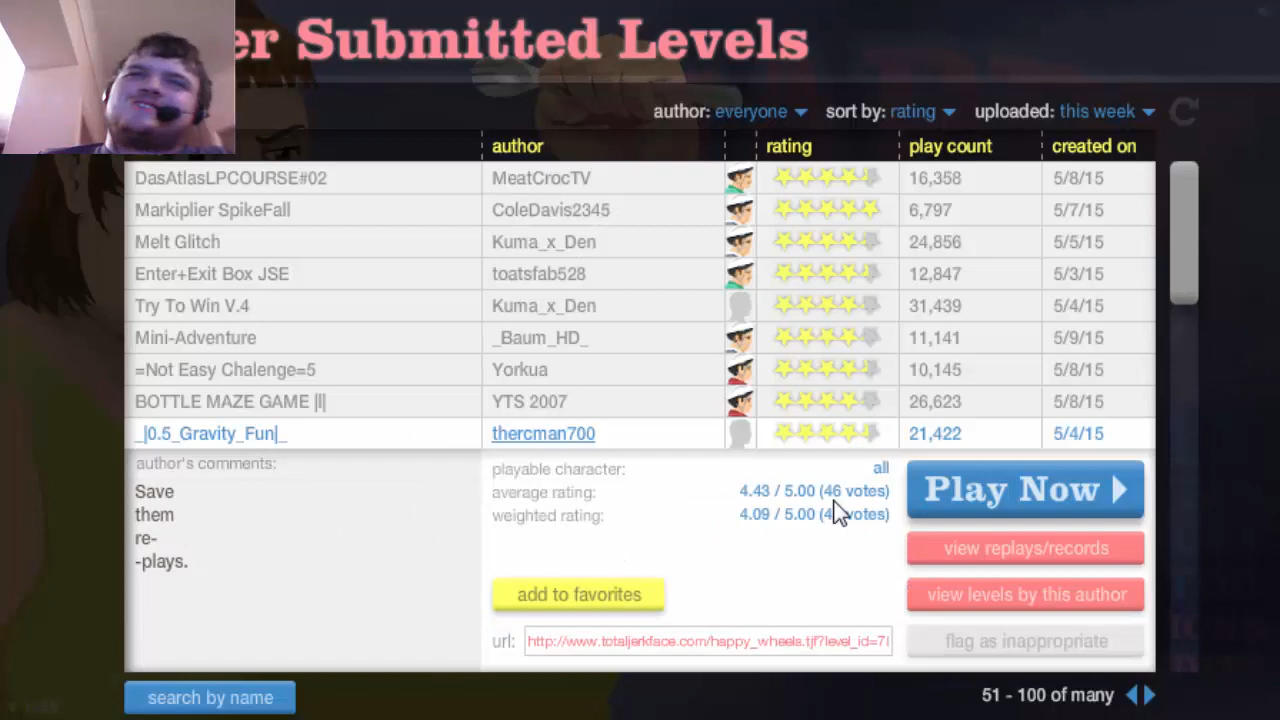 er Submitted Levels
author: everyone sort by: rating uploaded: this week
author rating play count created on
DasAtlasLPCOURSE#02 MeatCrocTV 16,358 5/8/15
Markiplier SpikeFall ColeDavis2345 6,797 5/7/15
Melt Glitch Kuma_x_Den 24,856 5/5/15
Enter+Exit Box JSE toatsfab528 12,847 5/3/15
Try To Win V.4 Kuma_x_Den 31,439 5/4/15
Mini-Adventure _Baum_HD_ 11,141 5/9/15
=Not Easy Chalenge=5 Yorkua 10,145 5/8/15
BOTTLE MAZE GAME ||| YTS 2007 26,623 5/8/15
_|0.5_Gravity_Fun|_ thercman700 21,422 5/4/15
author's comments:
Save
them
re-
-plays.
playable character: all
average rating: 4.43 / 5.00 (46 votes)
weighted rating: 4.09 / 5.00 votes)
Play Now
view replays/records
add to favorites
view levels by this author
url: http://www.totaljerkface.com/happy_wheels.tjf?level_id=7
flag as inappropriate
search by name
51 - 100 of many